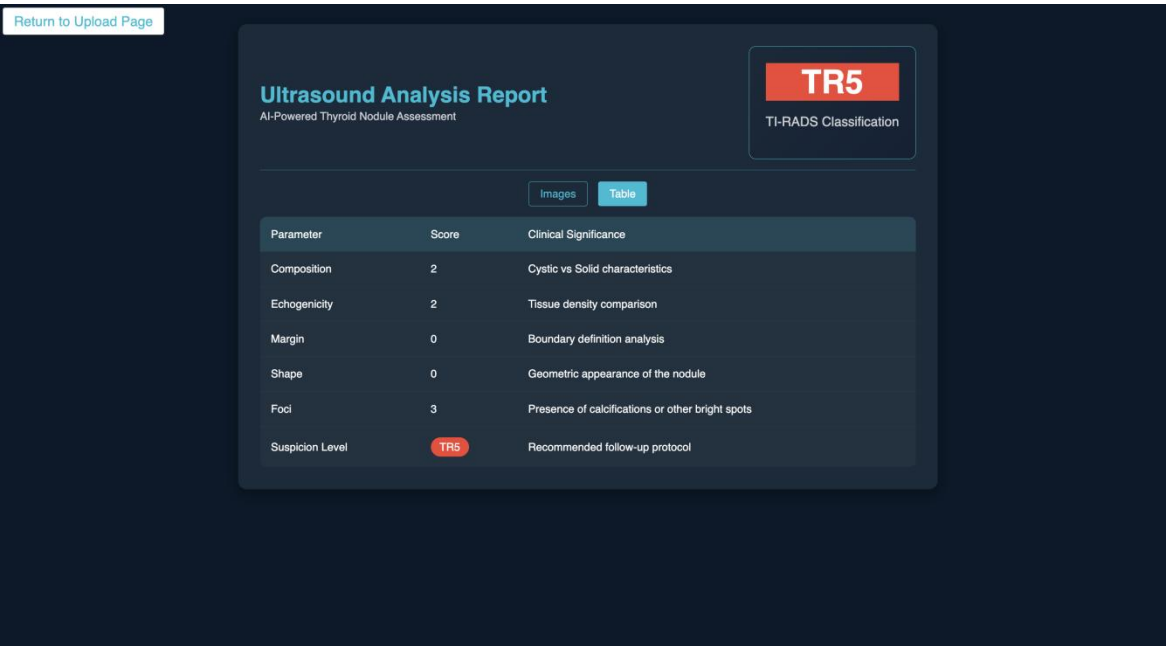 Return to Upload Page
Ultrasound Analysis Report
AI-Powered Thyroid Nodule Assessment
TR5
TI-RADS Classification
Images Table
Parameter Score Clinical Significance
Composition 2 Cystic vs Solid characteristics
Echogenicity 2 Tissue density comparison
Margin 0 Boundary definition analysis
Shape 0 Geometric appearance of the nodule
Foci 3 Presence of calcifications or other bright spots
Suspicion Level TR5 Recommended follow-up protocol